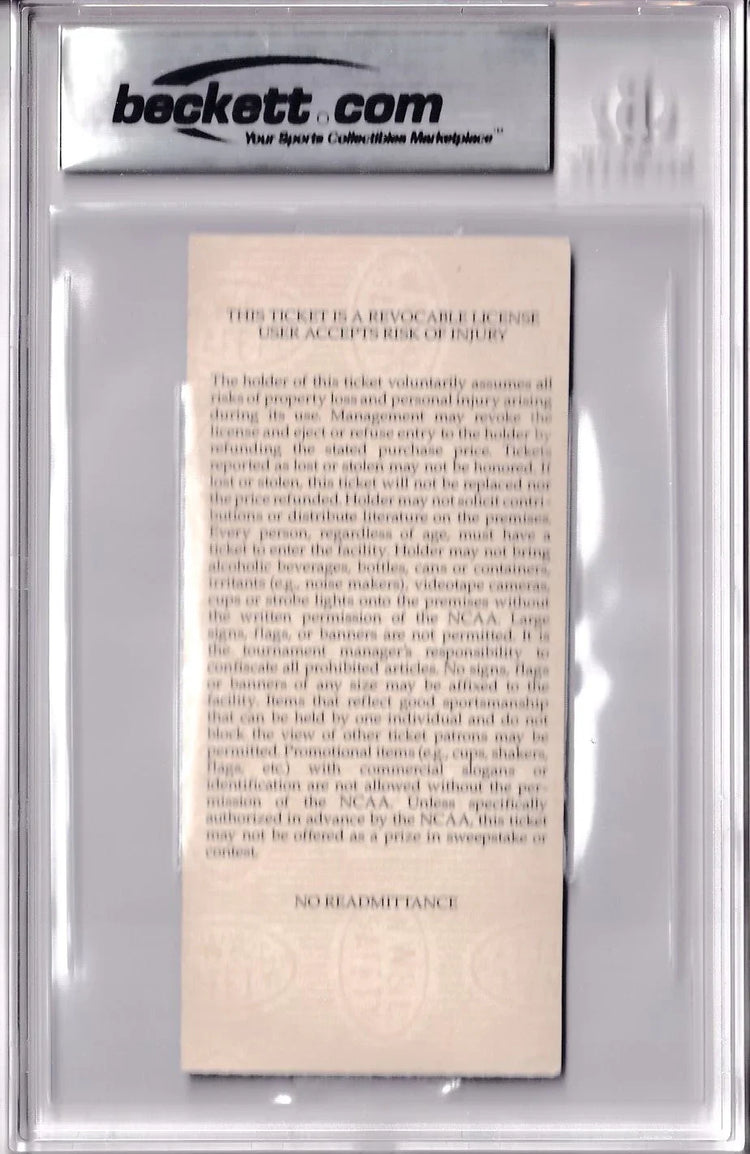 beckett.com
Your Sports Collectibles Marketplace™
THIS TICKET IS A REVOCABLE LICENSE
USER ACCEPTS RISK OF INJURY
The holder of this ticket voluntarily assumes all
risks of property loss and personal injury arising
during its use. Management may revoke the
license and eject or refuse entry to the holder by
refunding the stated purchase price. Tickets
reported as lost or stolen may not be honored. If
lost or stolen, this ticket will not be replaced nor
the price refunded. Holder may not solicit contri
butions or distribute literature on the premises.
Every person, regardless of age, must have a
ticket to enter the facility. Holder may not bring
alcoholic beverages, bottles, cans or containers,
irritants (e.g., noise makers), videotape cameras,
cups or strobe lights onto the premises without
the written permission of the NCAA. Large
signs, flags, or banners are not permitted. It is
the tournament manager's responsibility to
confiscate all prohibited articles. No signs, flags
or banners of any size may be affixed to the
facility. Items that reflect good sportsmanship
that can be held by one individual and do not
block the view of other ticket patrons may be
permitted. Promotional items (e.g., cups, shakers,
flags, etc.) with commercial slogans or
identification are not allowed without the per-
mission of the NCAA. Unless specifically
authorized in advance by the NCAA, this ticket
may not be offered as a prize in sweepstake or
contest.
NO READMITTANCE